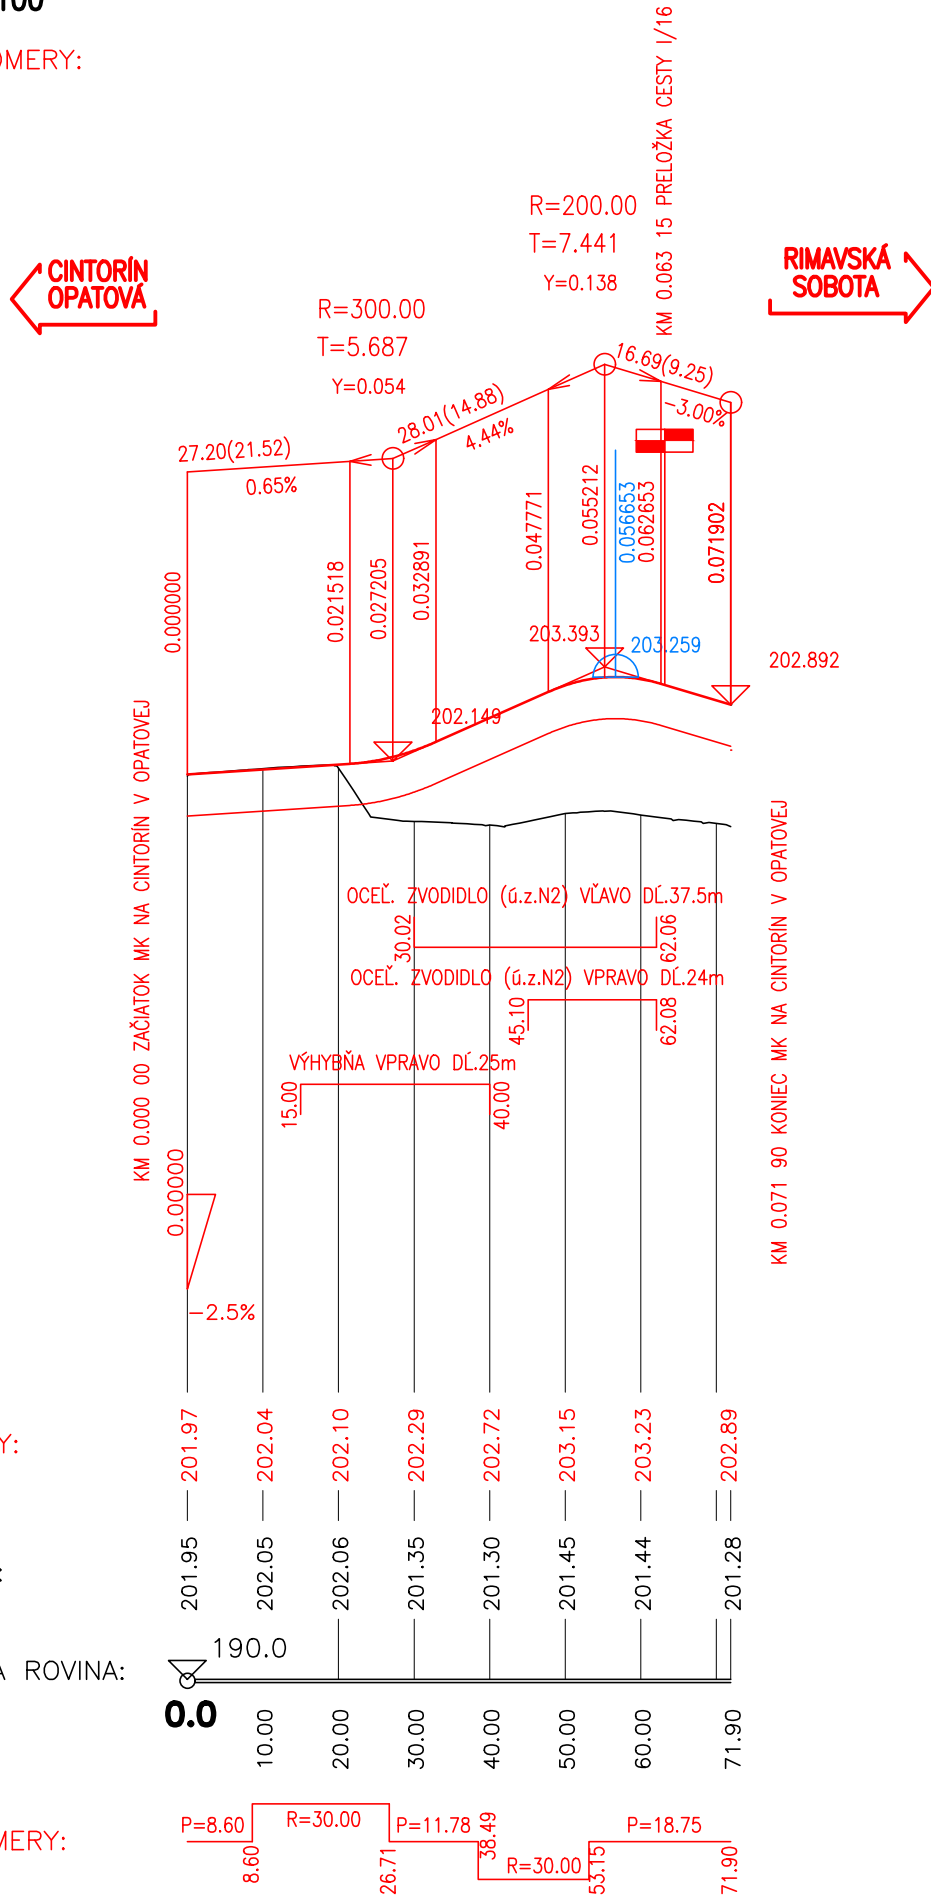 100
OMERY:
KM 0.063 15 PRELOŽKA CESTY I/16
R=200.00
T=7.441
Y=0.138
CINTORÍN
OPATOVÁ
RIMAVSKÁ
SOBOTA
R=300.00
T=5.687
Y=0.054
27.20(21.52)
0.65%
28.01(14.88)
4.44%
16.69(9.25)
-3.00%
0.000000
0.021518
0.027205
0.032891
0.047771
0.055212
0.056653
0.062653
0.071902
203.393
203.259
202.892
202.149
KM 0.000 00 ZAČIATOK MK NA CINTORÍN V OPATOVEJ
OCEĽ. ZVODIDLO (ú.z.N2) VĽAVO DĹ.37.5m
30.02
62.06
OCEĽ. ZVODIDLO (ú.z.N2) VPRAVO DĹ.24m
45.10
62.08
VÝHYBŇA VPRAVO DĹ.25m
15.00
40.00
KM 0.071 90 KONIEC MK NA CINTORÍN V OPATOVEJ
0.00000
-2.5%
Y:
201.97
202.04
202.10
202.29
202.72
203.15
203.23
202.89
:
201.95
202.05
202.06
201.35
201.30
201.45
201.44
201.28
A ROVINA:
190.0
0.0
10.00
20.00
30.00
40.00
50.00
60.00
71.90
MERY:
P=8.60
8.60
R=30.00
26.71
P=11.78
38.49
R=30.00
53.15
P=18.75
71.90